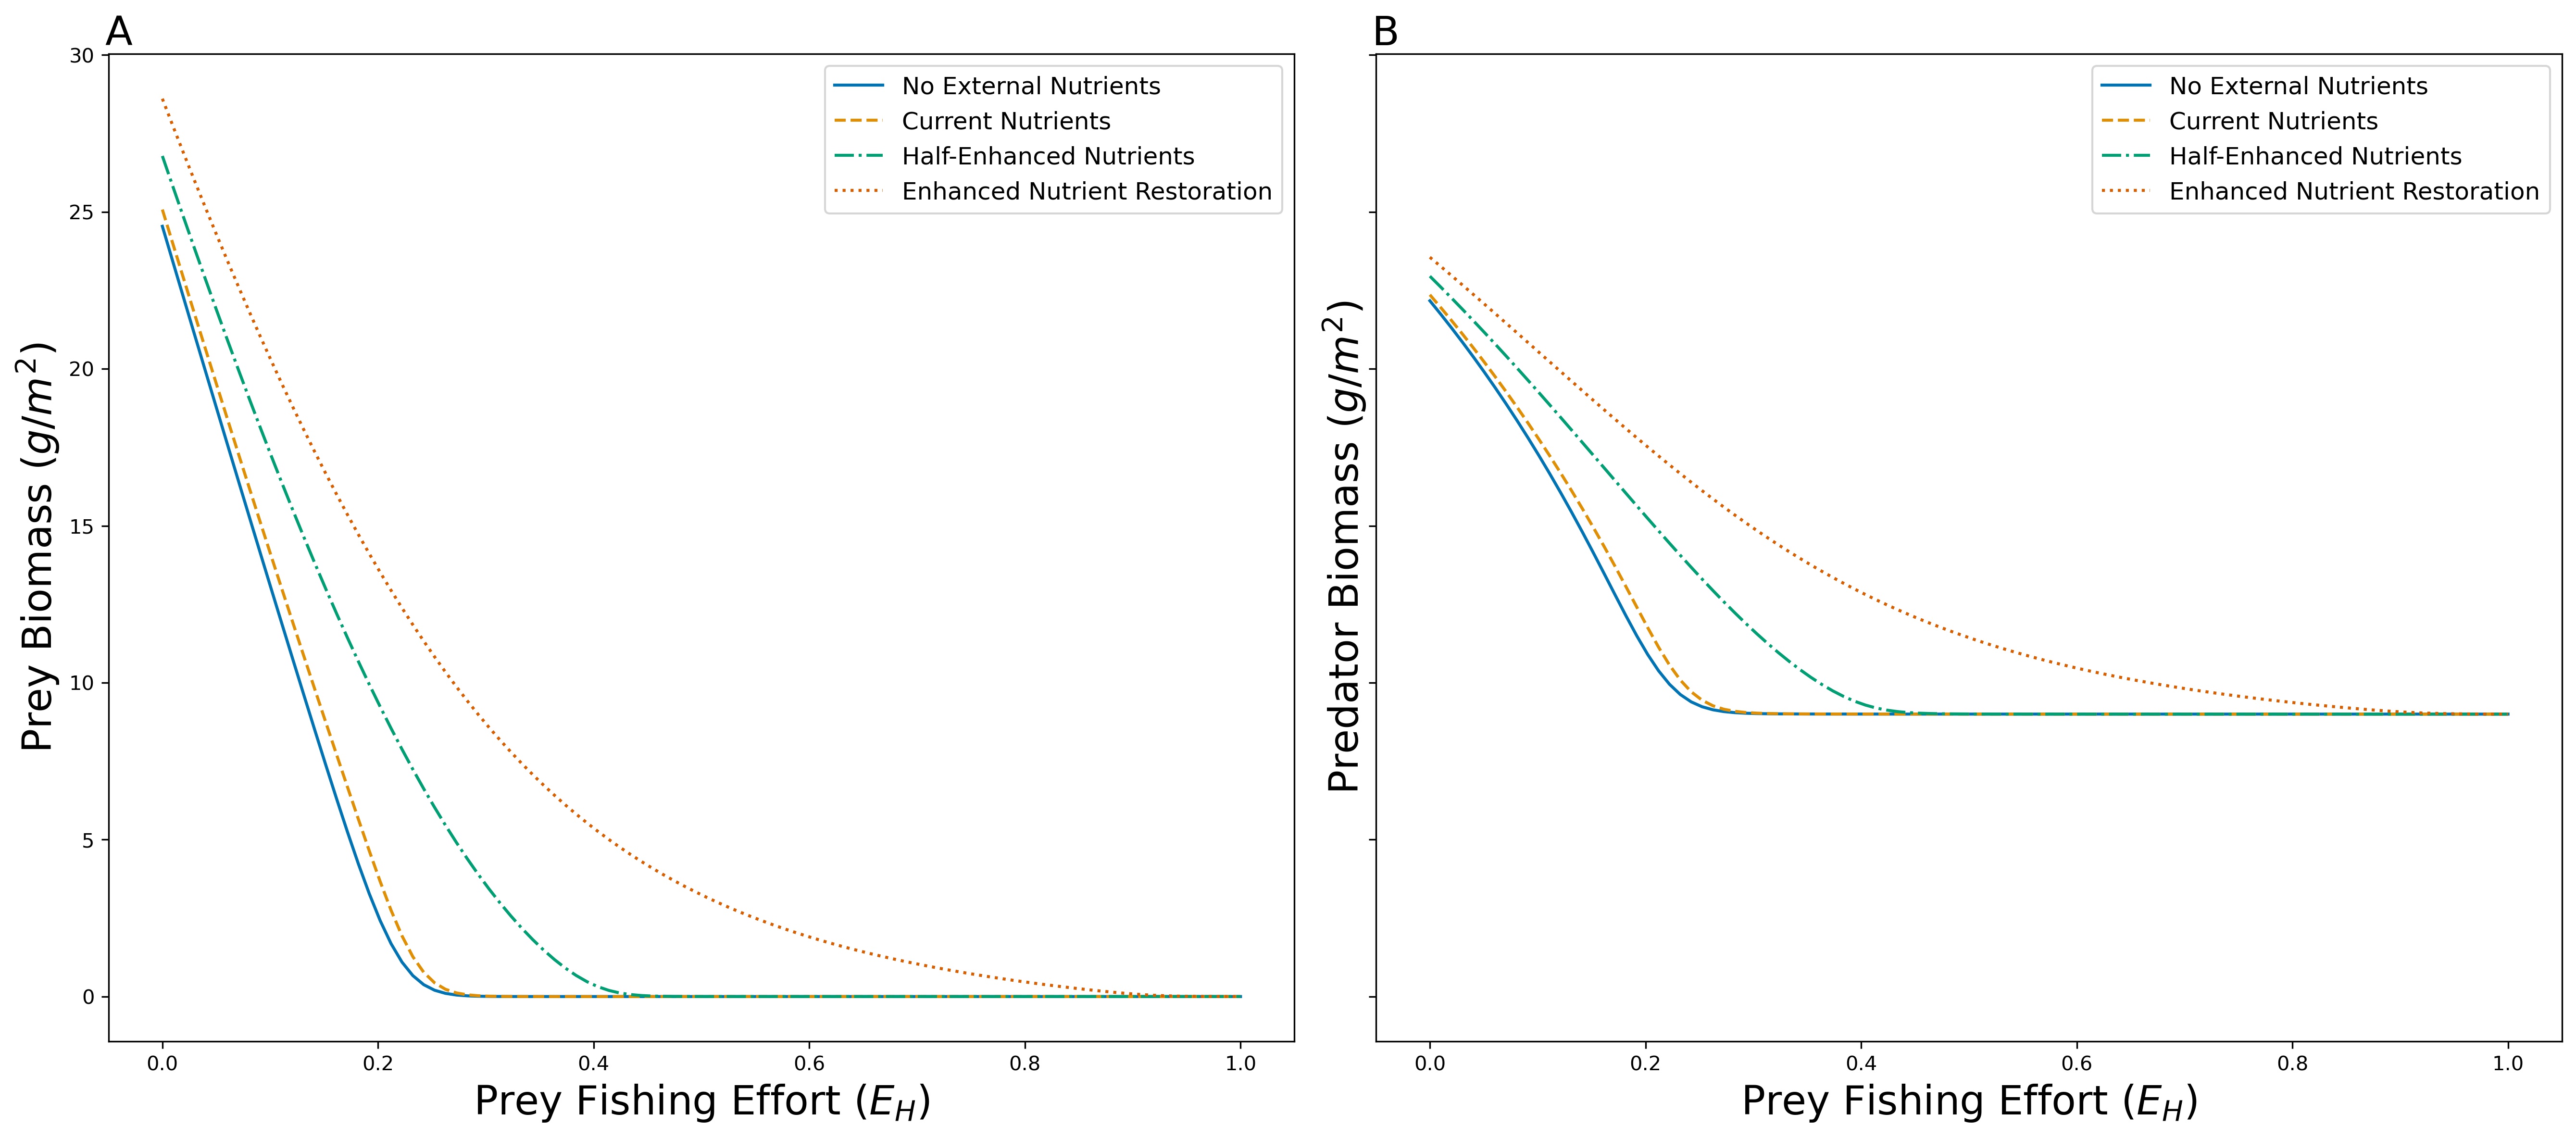 A
30
25
20
15
10
5
0
Prey Biomass (g/m²)
No External Nutrients
Current Nutrients
Half-Enhanced Nutrients
Enhanced Nutrient Restoration
0.0 0.2 0.4 0.6 0.8 1.0
Prey Fishing Effort (E_H)
B
Predator Biomass (g/m²)
No External Nutrients
Current Nutrients
Half-Enhanced Nutrients
Enhanced Nutrient Restoration
0.0 0.2 0.4 0.6 0.8 1.0
Prey Fishing Effort (E_H)